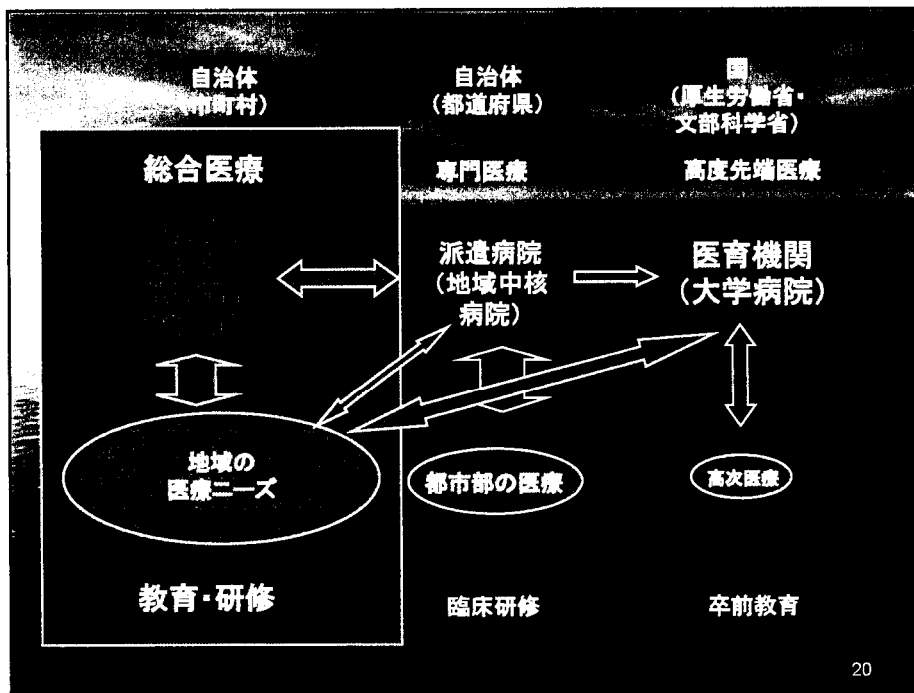 自治体
(市町村)
自治体
(都道府県)
国
(厚生労働省・
文部科学省)
総合医療
専門医療
高度先端医療
派遣病院
(地域中核
病院)
医育機関
(大学病院)
地域の
医療ニーズ
都市部の医療
高次医療
教育・研修
臨床研修
卒前教育
20